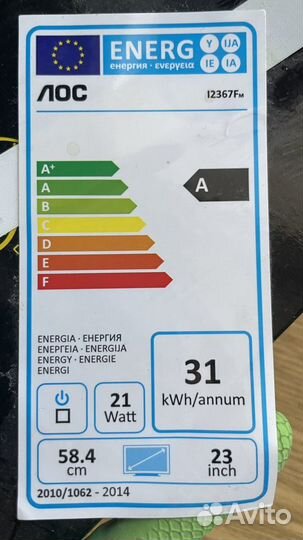 ENERG Y IJA
енергия · ενεργεια IE IA
AOC I2367Fм
A+
A A
B
C
D
E
F
ENERGIA · ЕНЕРГИЯ
ΕΝΕΡΓΕΙΑ · ENERGIJA
ENERGY · ENERGIE
ENERGI
31
kWh/annum
21
Watt
58.4
cm
23
inch
2010/1062 - 2014
Avito